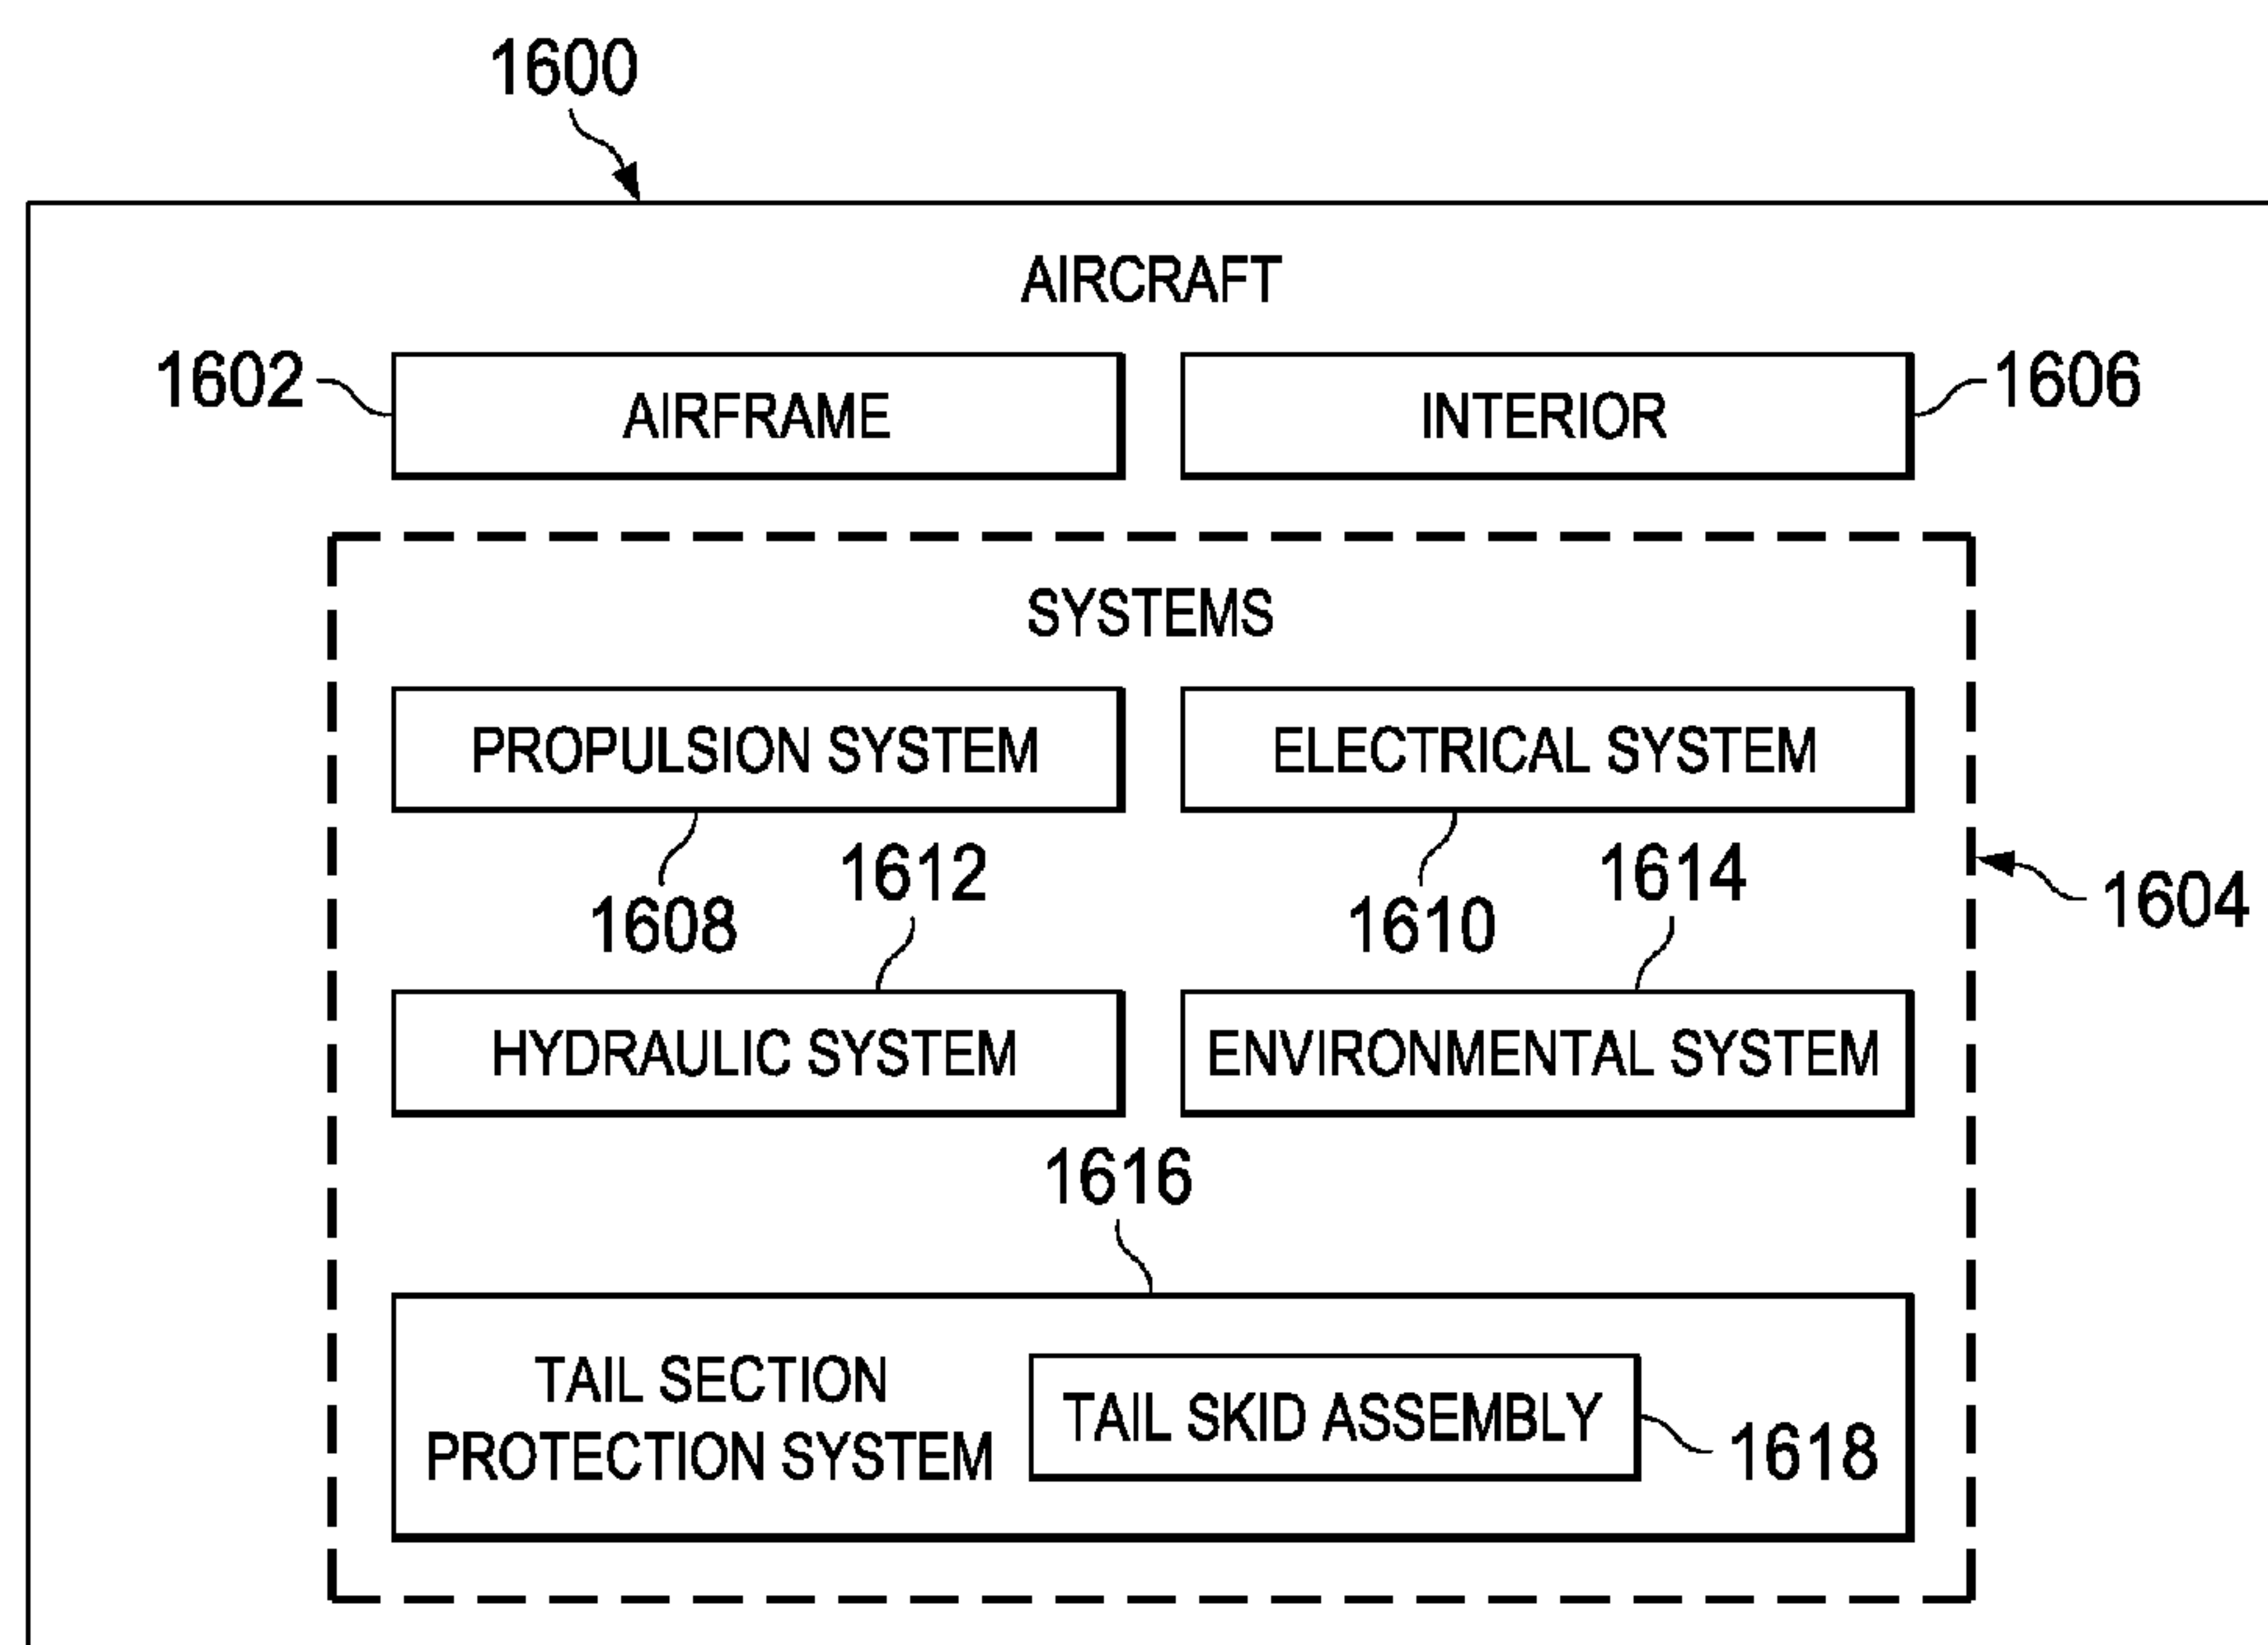 1600
AIRCRAFT
1602
AIRFRAME
INTERIOR
1606
SYSTEMS
PROPULSION SYSTEM
ELECTRICAL SYSTEM
1608
1612
1610
1614
1604
HYDRAULIC SYSTEM
ENVIRONMENTAL SYSTEM
1616
TAIL SECTION
PROTECTION SYSTEM
TAIL SKID ASSEMBLY
1618